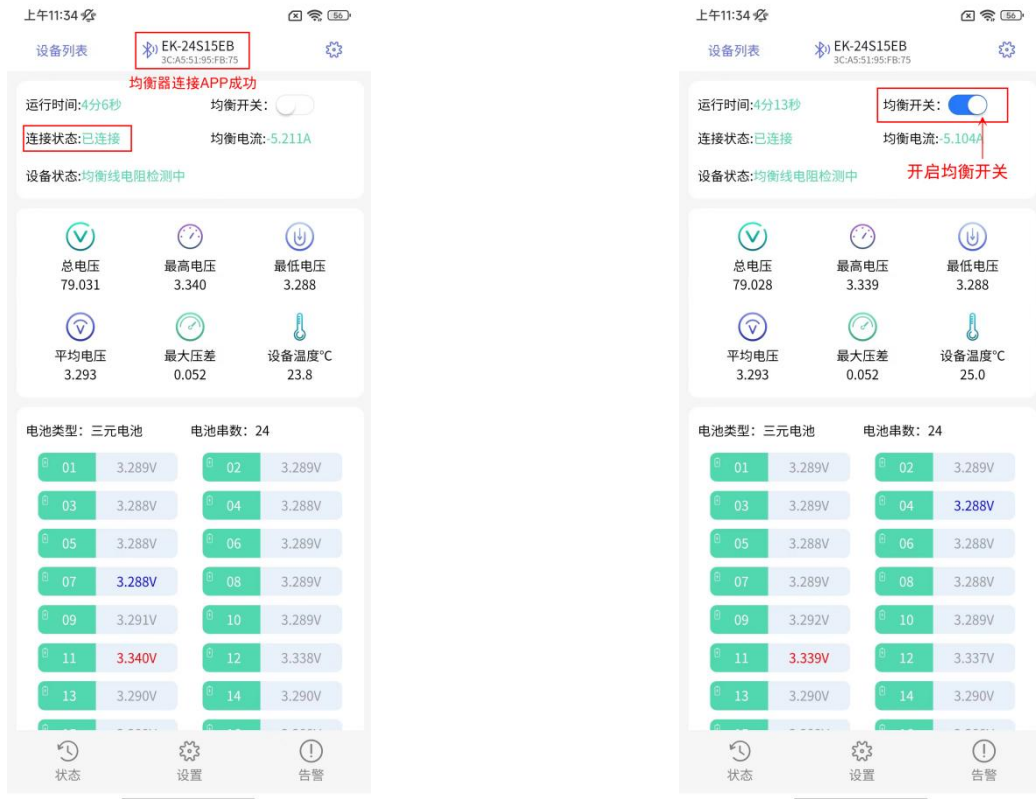 上午11:34
56
设备列表
EK-24S15EB
3C:A5:51:95:FB:75
均衡器连接APP成功
运行时间:4分6秒
均衡开关：
连接状态:已连接
均衡电流:-5.211A
设备状态:均衡线电阻检测中
总电压
最高电压
最低电压
79.031
3.340
3.288
平均电压
最大压差
设备温度℃
3.293
0.052
23.8
电池类型：三元电池
电池串数：24
01 3.289V 02 3.289V
03 3.288V 04 3.288V
05 3.288V 06 3.289V
07 3.288V 08 3.289V
09 3.291V 10 3.289V
11 3.340V 12 3.338V
13 3.290V 14 3.290V
状态
设置
告警
上午11:34
56
设备列表
EK-24S15EB
3C:A5:51:95:FB:75
运行时间:4分13秒
均衡开关：
连接状态:已连接
均衡电流:-5.104A
设备状态:均衡线电阻检测中
开启均衡开关
总电压
最高电压
最低电压
79.028
3.339
3.288
平均电压
最大压差
设备温度℃
3.293
0.052
25.0
电池类型：三元电池
电池串数：24
01 3.289V 02 3.289V
03 3.289V 04 3.288V
05 3.288V 06 3.288V
07 3.289V 08 3.288V
09 3.292V 10 3.289V
11 3.339V 12 3.337V
13 3.290V 14 3.290V
状态
设置
告警